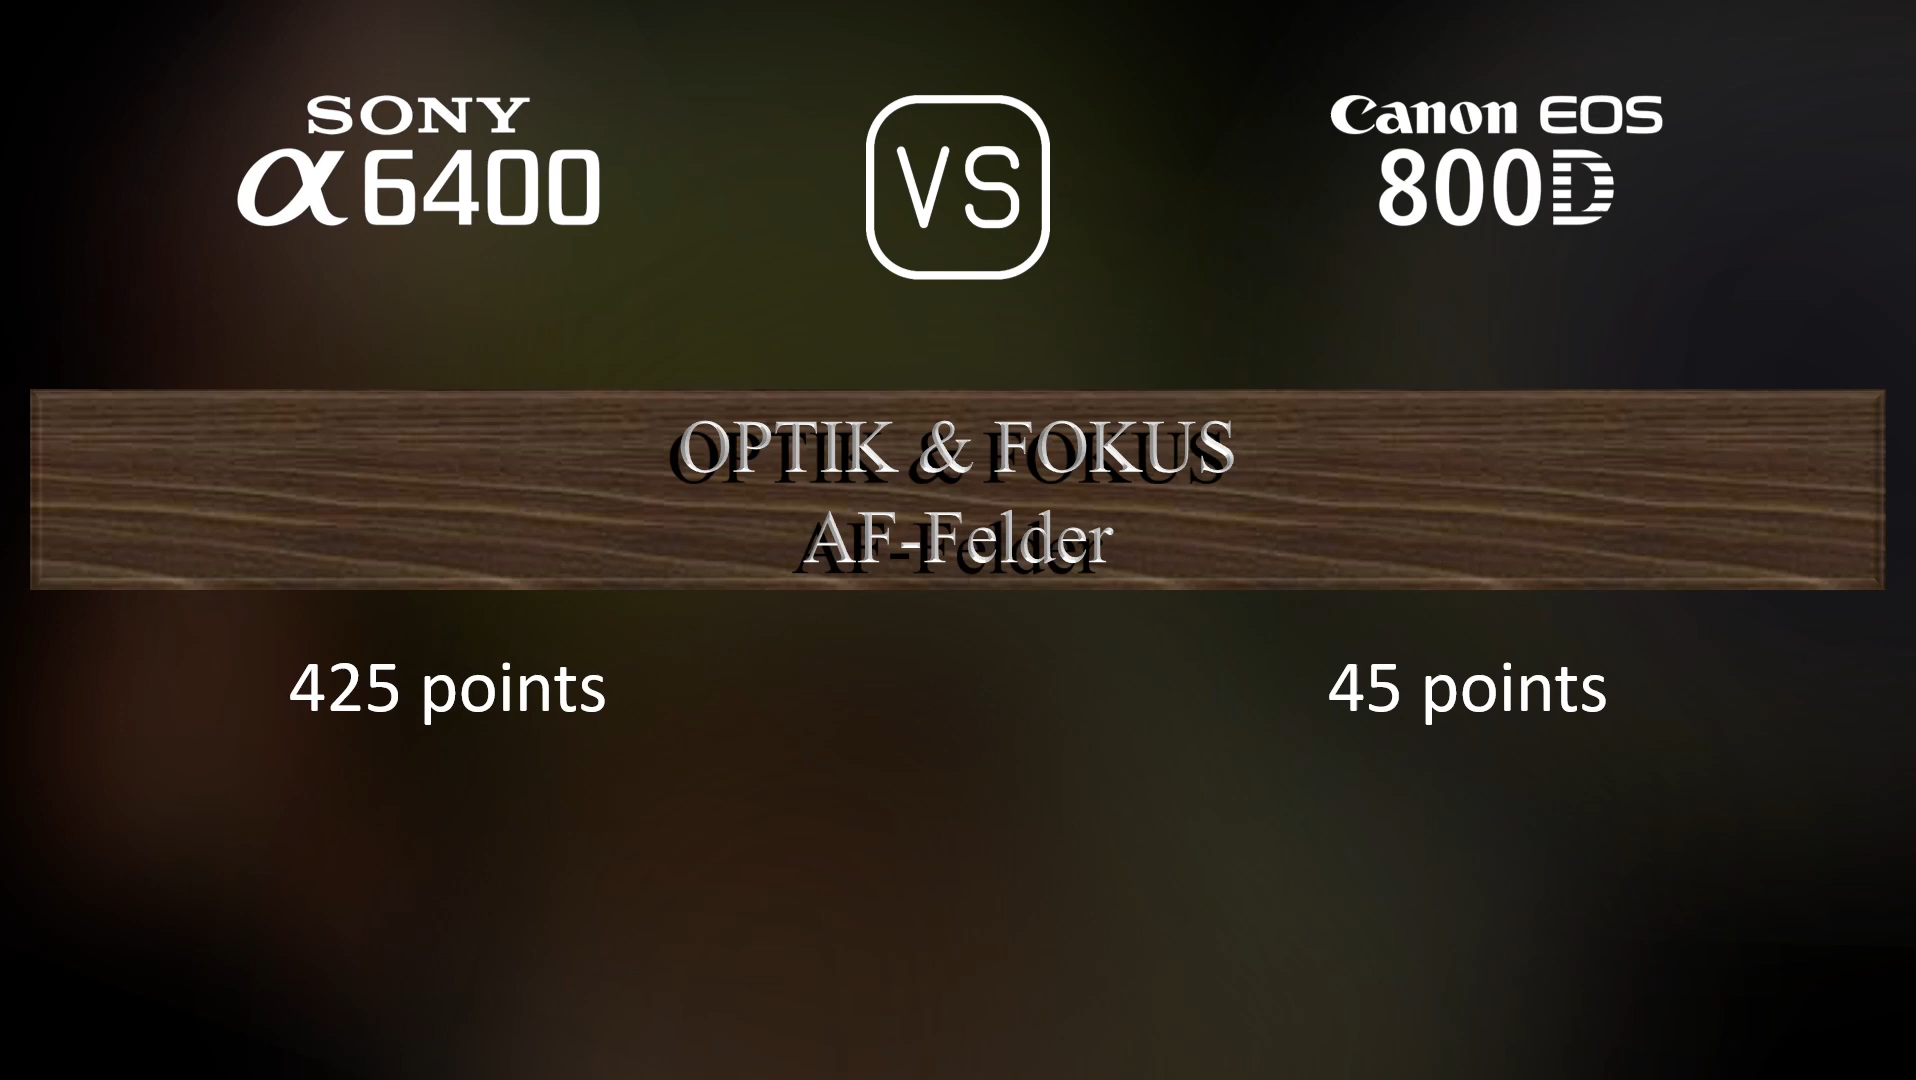 SONY
α6400
VS
Canon EOS
800D
OPTIK & FOKUS
AF-Felder
425 points
45 points